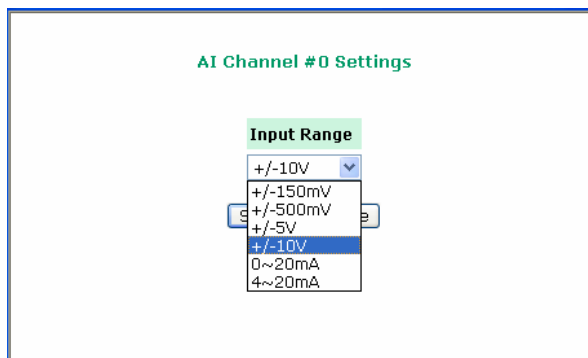 AI Channel #0 Settings
Input Range
+/-10V
+/-150mV
+/-500mV
+/-5V
+/-10V
0~20mA
4~20mA